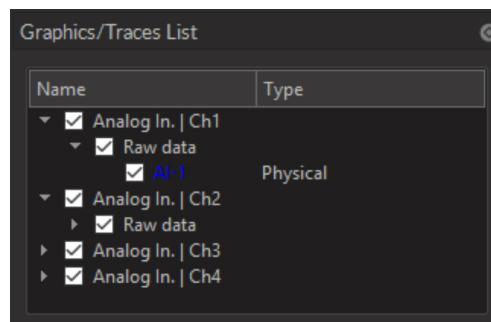 Graphics/Traces List
Name Type
Analog In. | Ch1
Raw data
AI-1 Physical
Analog In. | Ch2
Raw data
Analog In. | Ch3
Analog In. | Ch4